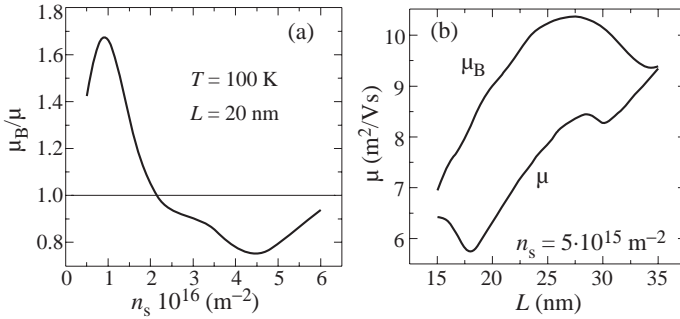 (a)
μB/μ
1.8
1.6
1.4
1.2
1.0
0.8
T = 100 K
L = 20 nm
0 1 2 3 4 5 6
ns 10^16 (m^−2)
(b)
μ (m^2/Vs)
10
9
8
7
6
μB
μ
ns = 5·10^15 m^−2
15 20 25 30 35
L (nm)